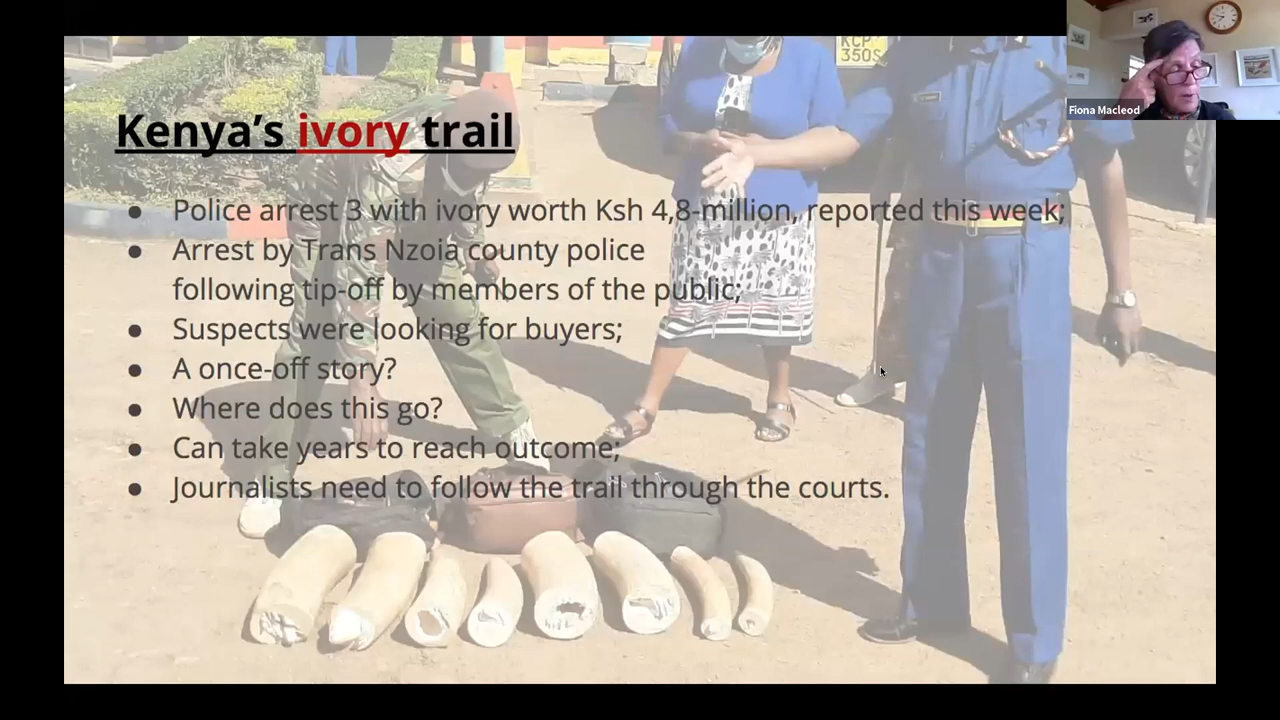 KCP
350S
Fiona Macleod
Kenya's ivory trail
● Police arrest 3 with ivory worth Ksh 4,8-million, reported this week;
● Arrest by Trans Nzoia county police
following tip-off by members of the public;
● Suspects were looking for buyers;
● A once-off story?
● Where does this go?
● Can take years to reach outcome;
● Journalists need to follow the trail through the courts.